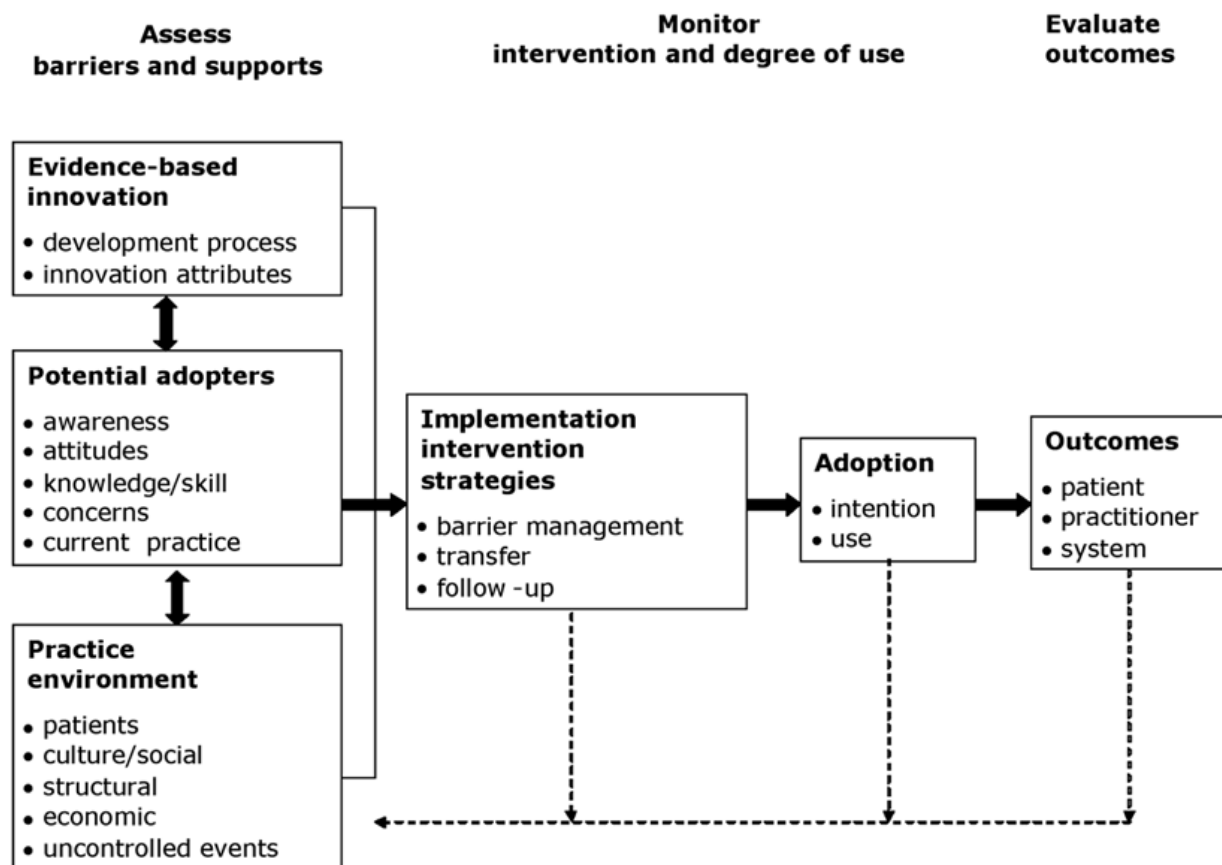 Assess
barriers and supports
Monitor
intervention and degree of use
Evaluate
outcomes
Evidence-based
innovation
• development process
• innovation attributes
Potential adopters
• awareness
• attitudes
• knowledge/skill
• concerns
• current practice
Practice
environment
• patients
• culture/social
• structural
• economic
• uncontrolled events
Implementation
intervention
strategies
• barrier management
• transfer
• follow -up
Adoption
• intention
• use
Outcomes
• patient
• practitioner
• system